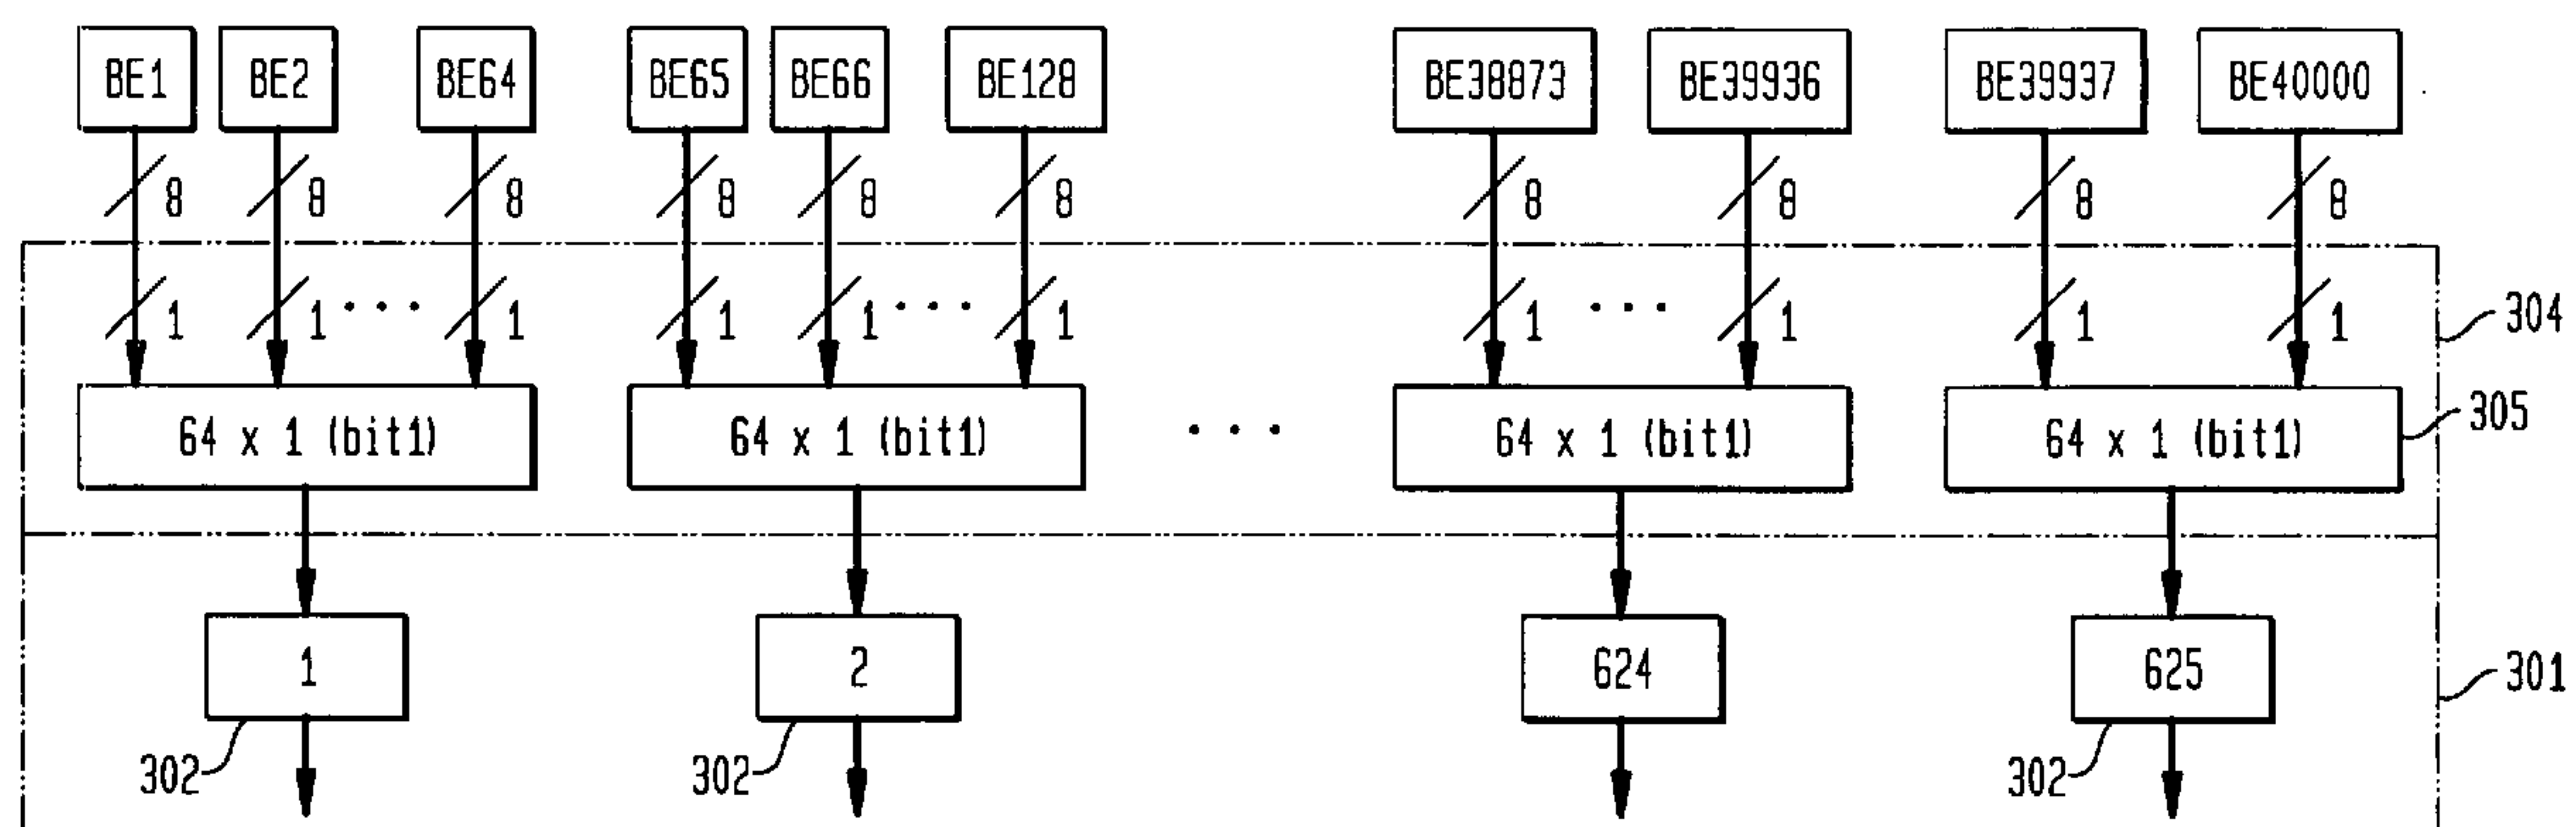 BE1 BE2 BE64 BE65 BE66 BE128 BE38873 BE39936 BE39937 BE40000
8 8 8 8 8 8 8 8 8 8
1 1 ... 1 1 1 ... 1 1 ... 1 1 1
304
64 x 1 (bit1) 64 x 1 (bit1) ... 64 x 1 (bit1) 64 x 1 (bit1)
305
1 2 624 625
301
302 302 302